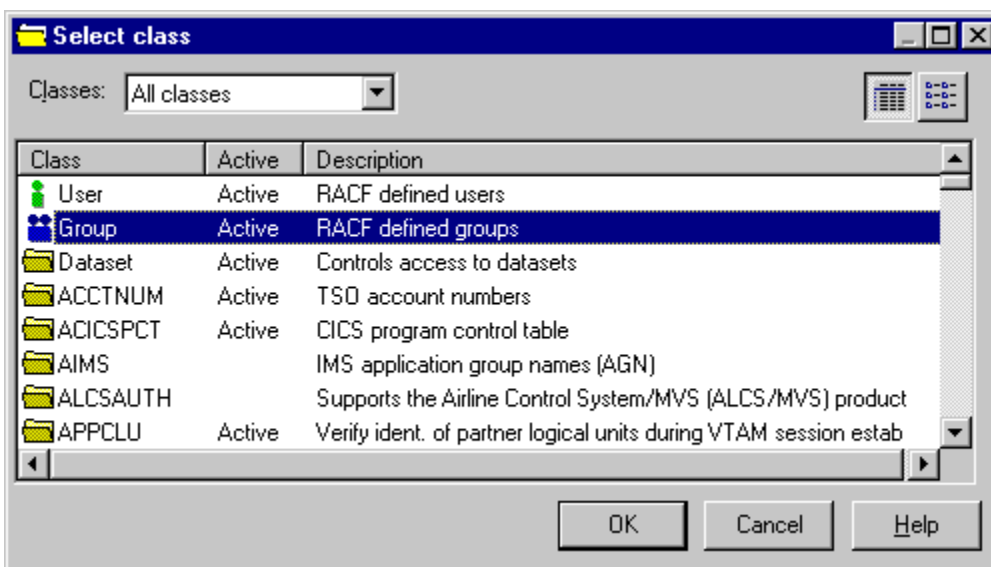 Select class
Classes: All classes
Class Active Description
User Active RACF defined users
Group Active RACF defined groups
Dataset Active Controls access to datasets
ACCTNUM Active TSO account numbers
ACICSPCT Active CICS program control table
AIMS IMS application group names (AGN)
ALCSAUTH Supports the Airline Control System/MVS (ALCS/MVS) product
APPCLU Active Verify ident. of partner logical units during VTAM session estab
OK Cancel Help